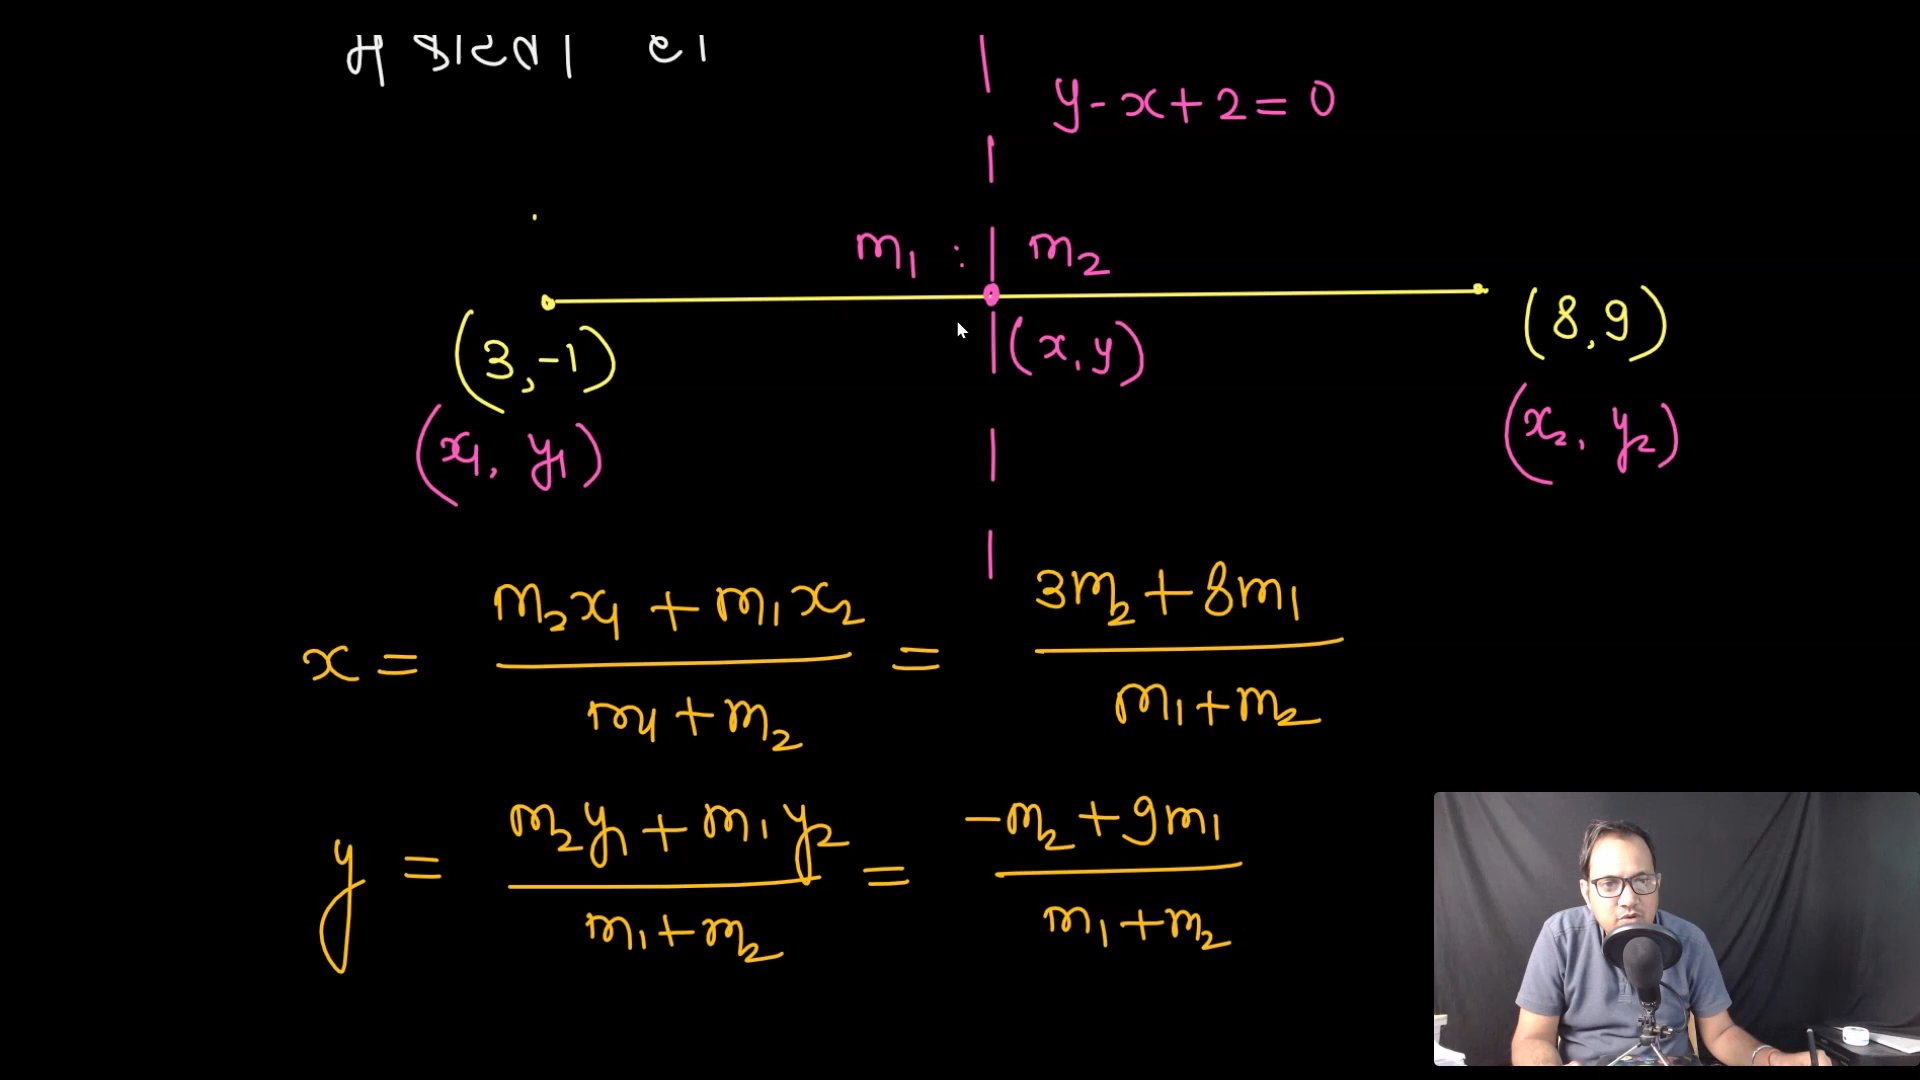 y - x + 2 = 0
m₁ : m₂
(3, -1) (x, y) (8, 9)
(x₁, y₁) (x₂, y₂)
x = (m₂x₁ + m₁x₂)/(m₁ + m₂) = (3m₂ + 8m₁)/(m₁ + m₂)
y = (m₂y₁ + m₁y₂)/(m₁ + m₂) = (-m₂ + 9m₁)/(m₁ + m₂)